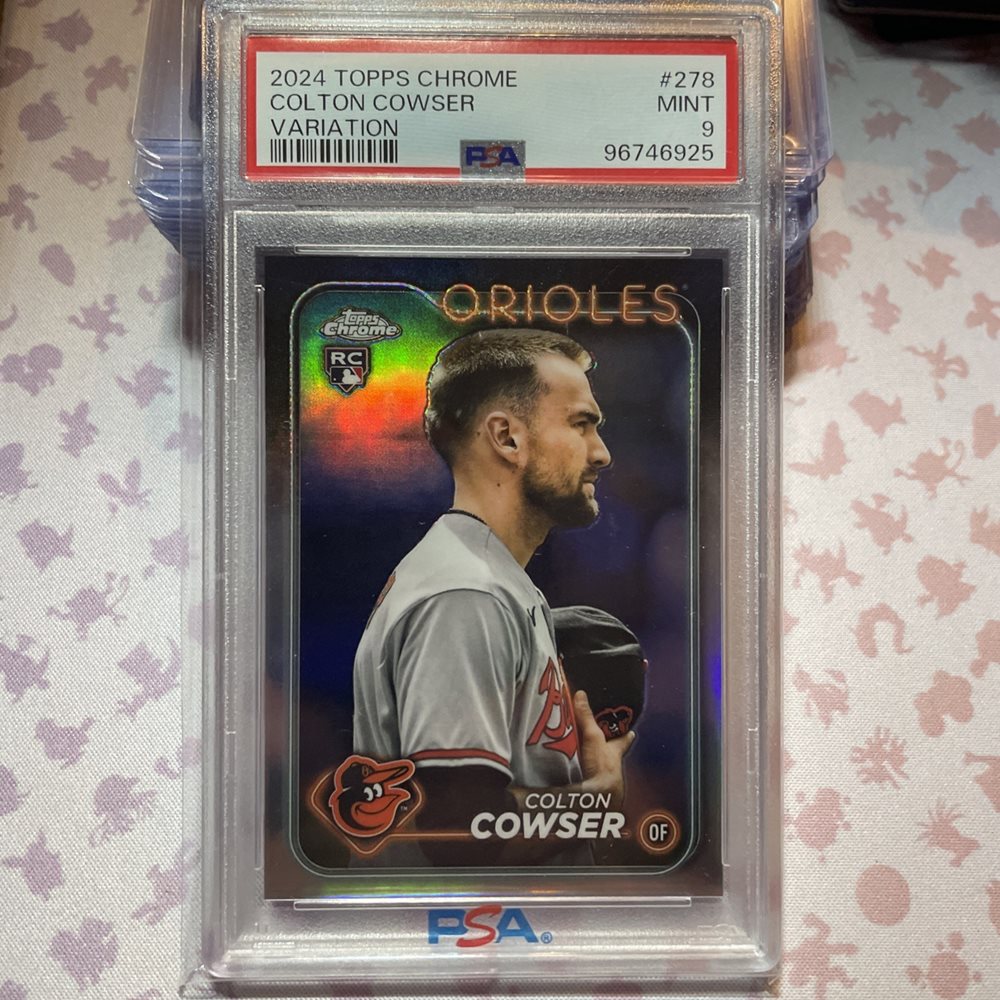 2024 TOPPS CHROME #278
COLTON COWSER MINT
VARIATION 9
PSA 96746925
ORIOLES
Topps
Chrome
RC
COLTON
COWSER OF
PSA